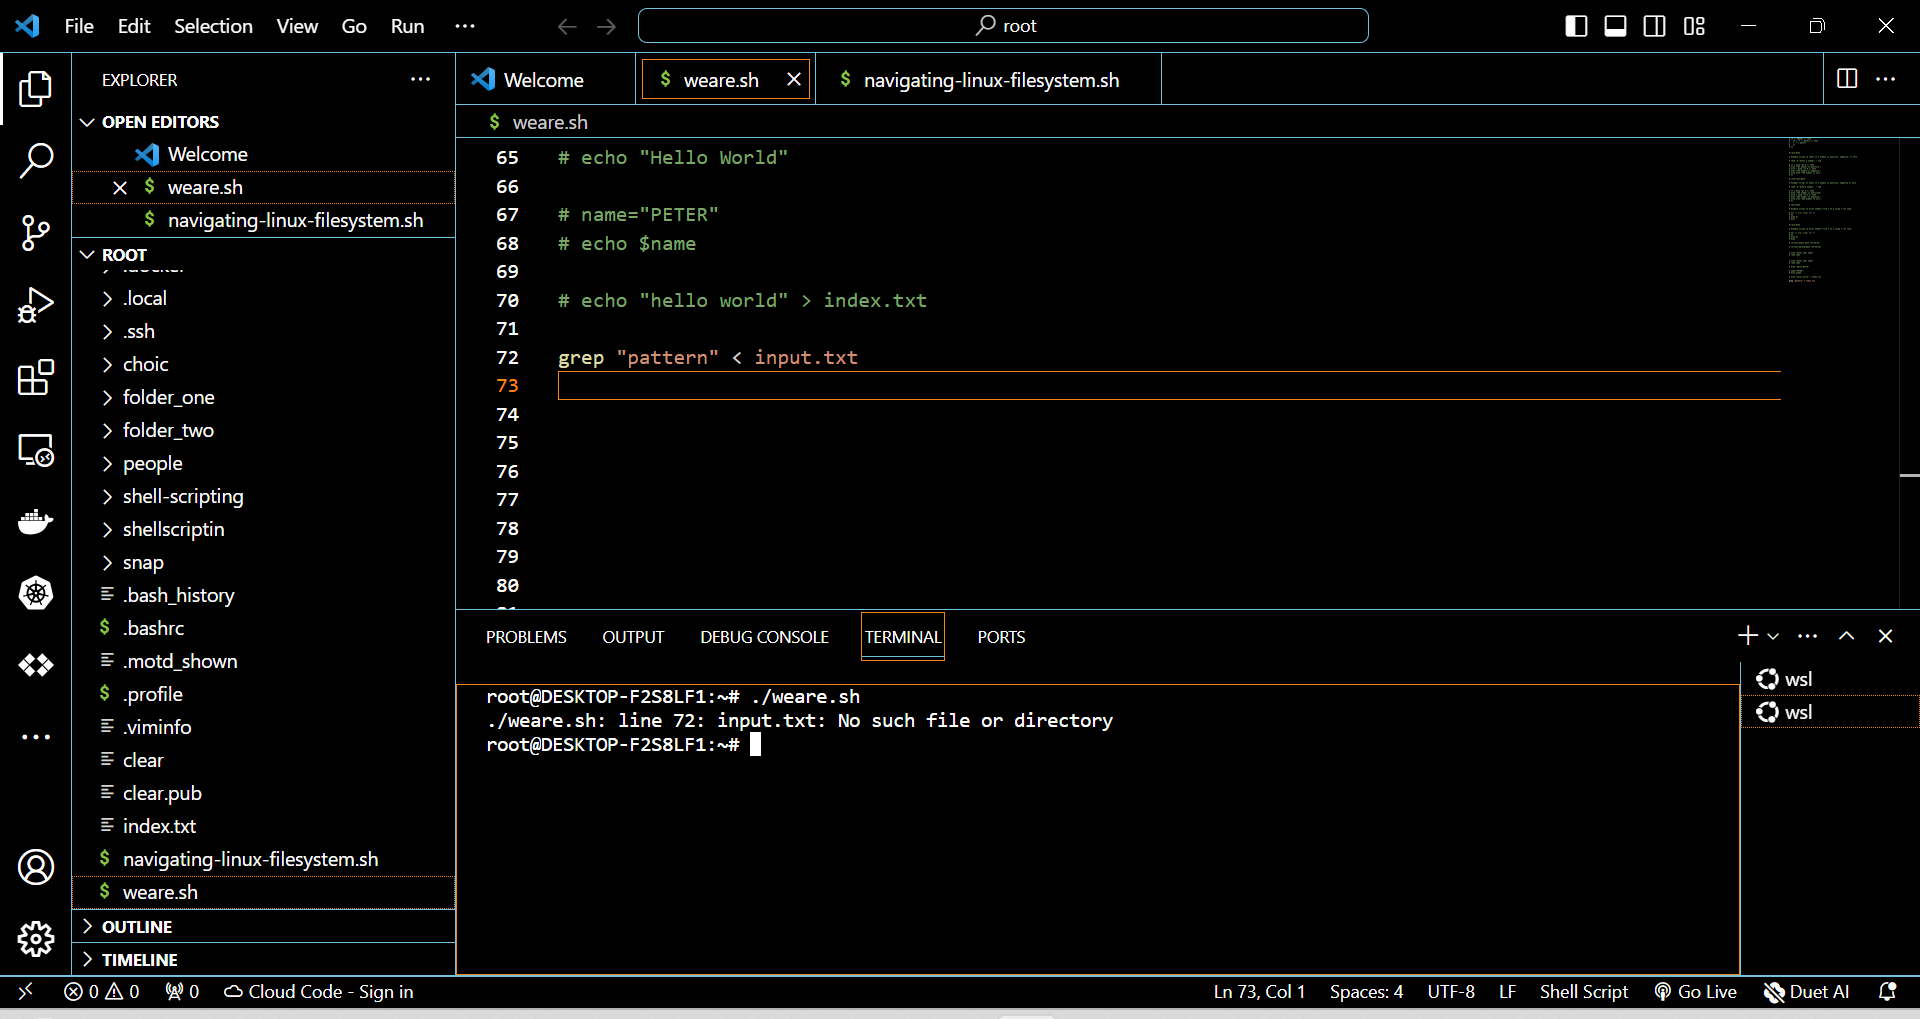 File Edit Selection View Go Run ···
root
EXPLORER ···
OPEN EDITORS
Welcome
weare.sh
navigating-linux-filesystem.sh
ROOT
.local
.ssh
choic
folder_one
folder_two
people
shell-scripting
shellscriptin
snap
.bash_history
$ .bashrc
.motd_shown
$ .profile
.viminfo
clear
clear.pub
index.txt
$ navigating-linux-filesystem.sh
$ weare.sh
OUTLINE
TIMELINE
Welcome $ weare.sh $ navigating-linux-filesystem.sh
$ weare.sh
65 # echo "Hello World"
66
67 # name="PETER"
68 # echo $name
69
70 # echo "hello world" > index.txt
71
72 grep "pattern" < input.txt
73
74
75
76
77
78
79
80
PROBLEMS OUTPUT DEBUG CONSOLE TERMINAL PORTS
root@DESKTOP-F2S8LF1:~# ./weare.sh
./weare.sh: line 72: input.txt: No such file or directory
root@DESKTOP-F2S8LF1:~#
wsl
wsl
0 0 0 Cloud Code - Sign in Ln 73, Col 1 Spaces: 4 UTF-8 LF Shell Script Go Live Duet AI